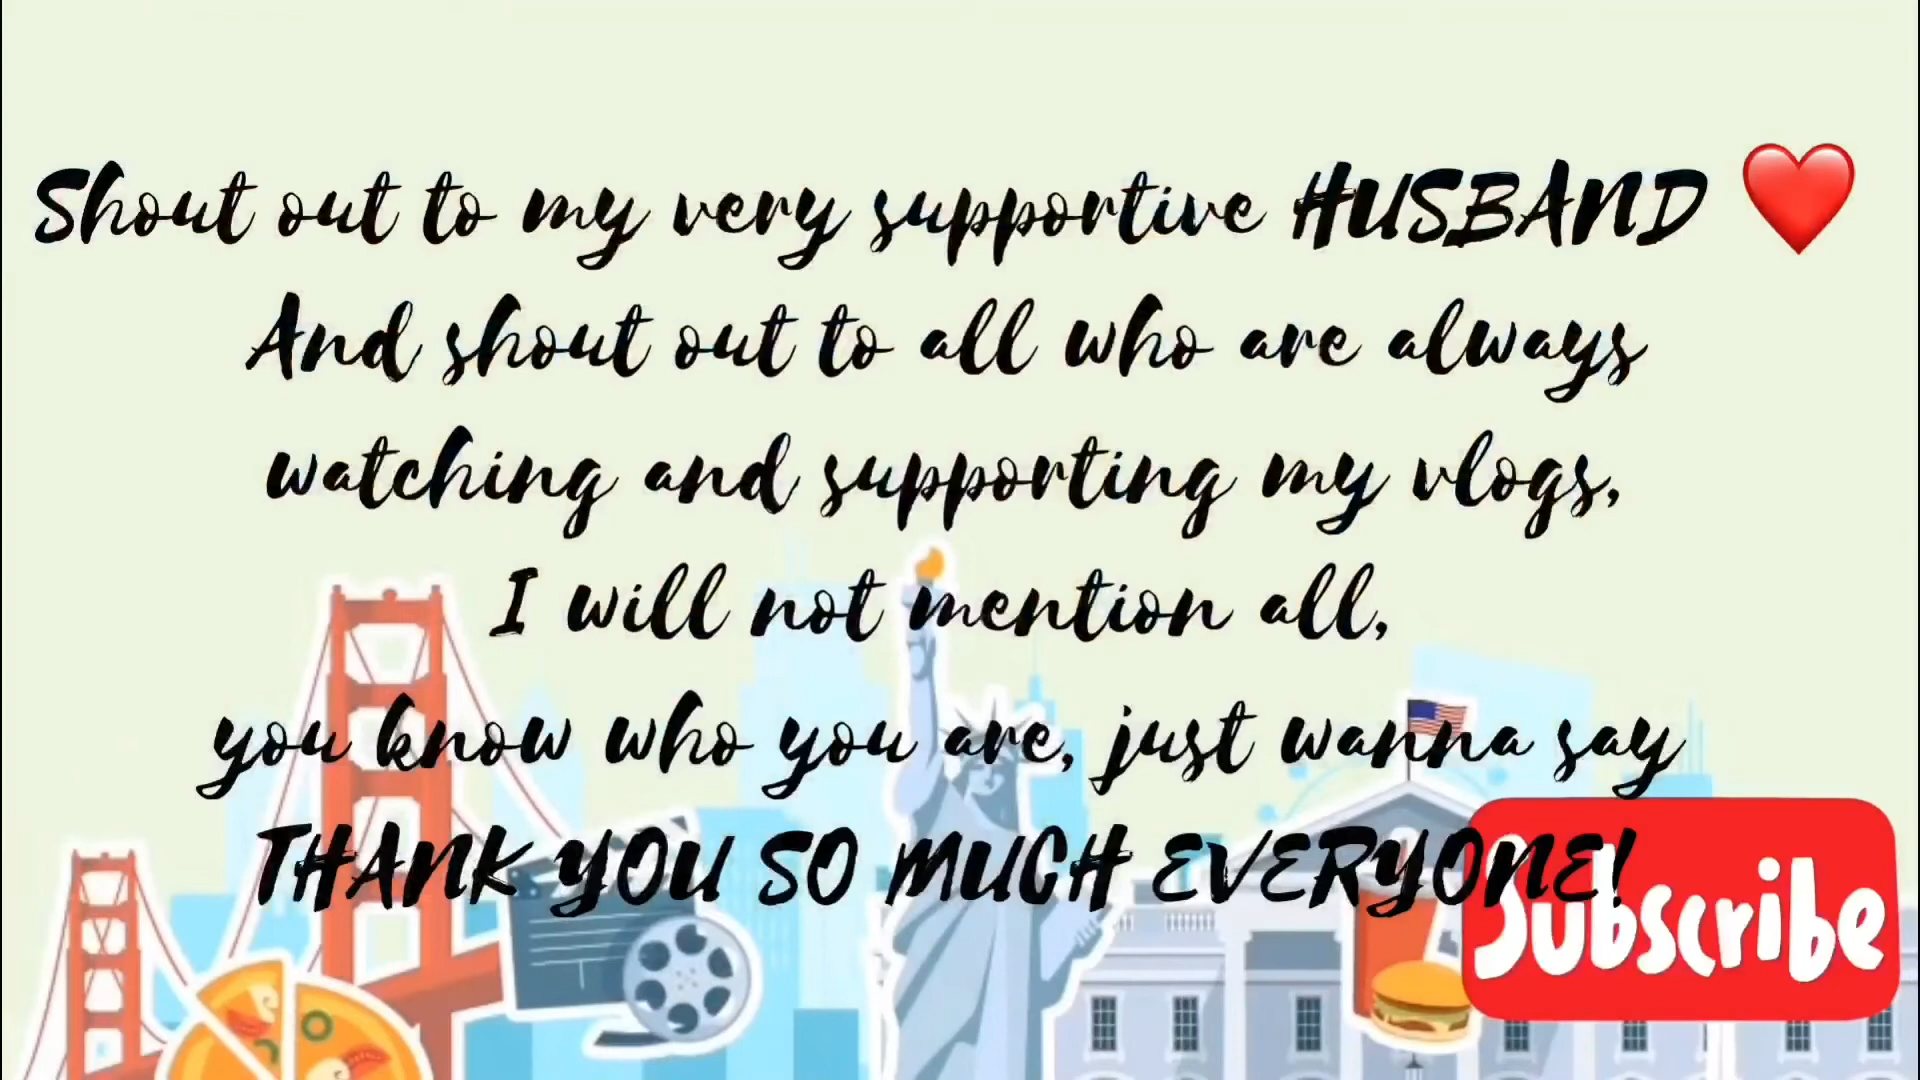 Shout out to my very supportive HUSBAND ❤️
And shout out to all who are always
watching and supporting my vlogs,
I will not mention all,
you know who you are, just wanna say
THANK YOU SO MUCH EVERYONE!
Subscribe